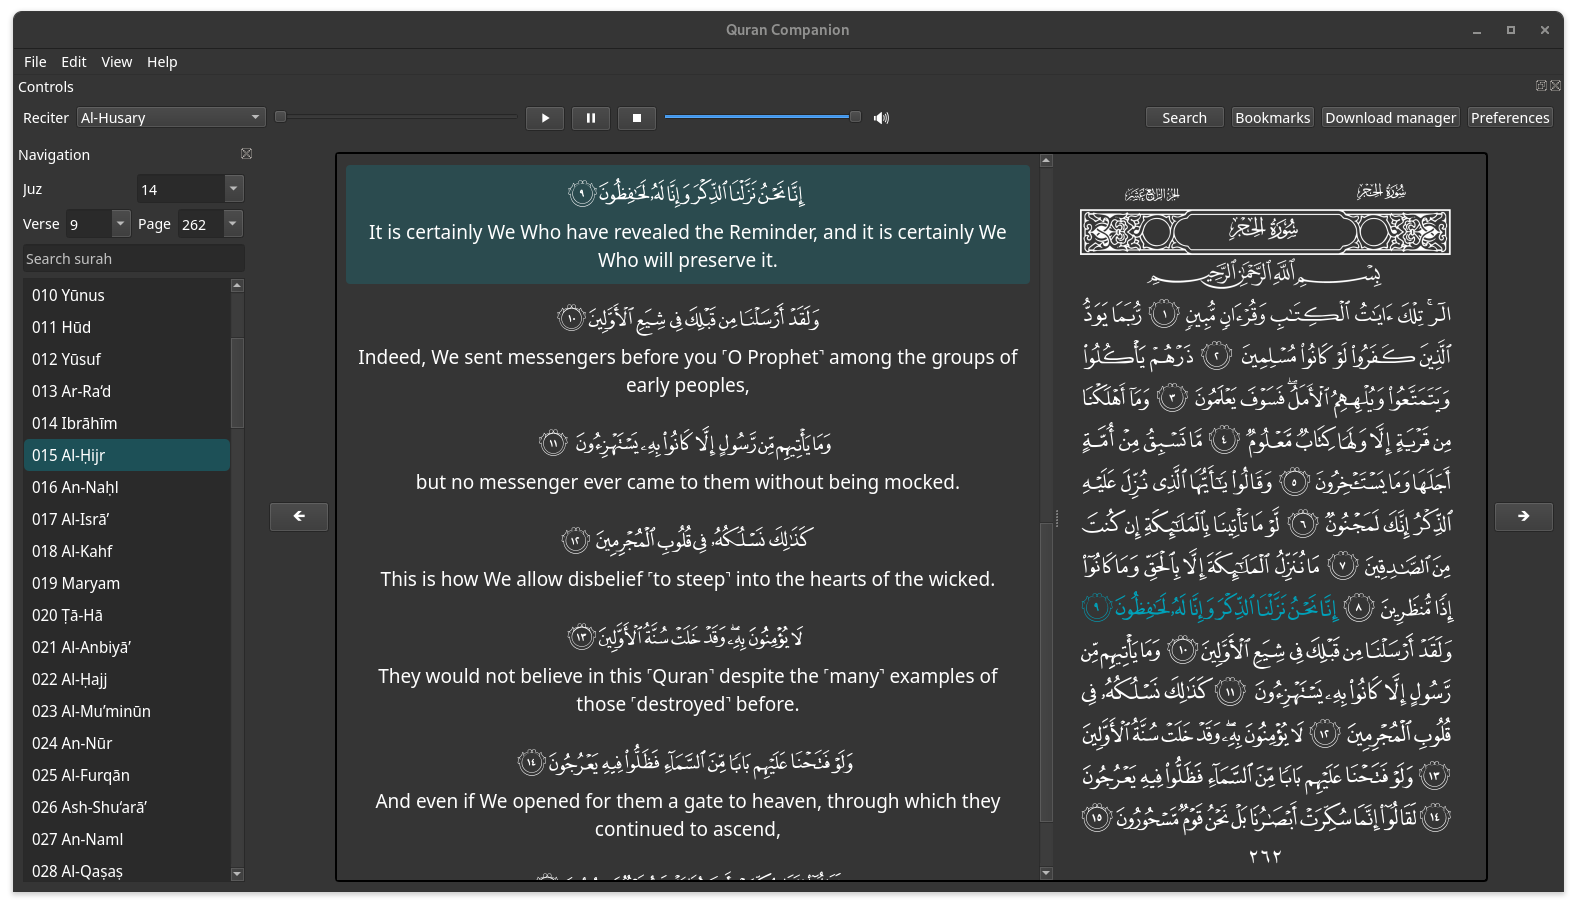 Quran Companion
File Edit View Help
Controls
Reciter Al-Husary Search Bookmarks Download manager Preferences
Navigation
Juz 14
Verse 9 Page 262
Search surah
010 Yūnus
011 Hūd
012 Yūsuf
013 Ar-Ra‘d
014 Ibrāhīm
015 Al-Ḥijr
016 An-Naḥl
017 Al-Isrā’
018 Al-Kahf
019 Maryam
020 Ṭā-Hā
021 Al-Anbiyā’
022 Al-Ḥajj
023 Al-Mu’minūn
024 An-Nūr
025 Al-Furqān
026 Ash-Shu‘arā’
027 An-Naml
028 Al-Qaṣaṣ
إِنَّا نَحْنُ نَزَّلْنَا ٱلذِّكْرَ وَإِنَّا لَهُۥ لَحَٰفِظُونَ ٩
It is certainly We Who have revealed the Reminder, and it is certainly We
Who will preserve it.
وَلَقَدْ أَرْسَلْنَا مِن قَبْلِكَ فِى شِيَعِ ٱلْأَوَّلِينَ ١٠
Indeed, We sent messengers before you ˹O Prophet˺ among the groups of
early peoples,
وَمَا يَأْتِيهِم مِّن رَّسُولٍ إِلَّا كَانُوا۟ بِهِۦ يَسْتَهْزِءُونَ ١١
but no messenger ever came to them without being mocked.
كَذَٰلِكَ نَسْلُكُهُۥ فِى قُلُوبِ ٱلْمُجْرِمِينَ ١٢
This is how We allow disbelief ˹to steep˺ into the hearts of the wicked.
لَا يُؤْمِنُونَ بِهِۦ ۖ وَقَدْ خَلَتْ سُنَّةُ ٱلْأَوَّلِينَ ١٣
They would not believe in this ˹Quran˺ despite the ˹many˺ examples of
those ˹destroyed˺ before.
وَلَوْ فَتَحْنَا عَلَيْهِم بَابًا مِّنَ ٱلسَّمَآءِ فَظَلُّوا۟ فِيهِ يَعْرُجُونَ ١٤
And even if We opened for them a gate to heaven, through which they
continued to ascend,
سُورَةُ الحِجْرِ الجزء الرابع عشر
سُورَةُ الحِجْرِ
بِسْمِ ٱللَّهِ ٱلرَّحْمَٰنِ ٱلرَّحِيمِ
الٓر ۚ تِلْكَ ءَايَٰتُ ٱلْكِتَٰبِ وَقُرْءَانٍ مُّبِينٍ ١ رُّبَمَا يَوَدُّ
ٱلَّذِينَ كَفَرُوا۟ لَوْ كَانُوا۟ مُسْلِمِينَ ٢ ذَرْهُمْ يَأْكُلُوا۟
وَيَتَمَتَّعُوا۟ وَيُلْهِهِمُ ٱلْأَمَلُ ۖ فَسَوْفَ يَعْلَمُونَ ٣ وَمَآ أَهْلَكْنَا
مِن قَرْيَةٍ إِلَّا وَلَهَا كِتَابٌ مَّعْلُومٌ ٤ مَّا تَسْبِقُ مِنْ أُمَّةٍ
أَجَلَهَا وَمَا يَسْتَـْٔخِرُونَ ٥ وَقَالُوا۟ يَٰٓأَيُّهَا ٱلَّذِى نُزِّلَ عَلَيْهِ
ٱلذِّكْرُ إِنَّكَ لَمَجْنُونٌ ٦ لَّوْ مَا تَأْتِينَا بِٱلْمَلَٰٓئِكَةِ إِن كُنتَ
مِنَ ٱلصَّٰدِقِينَ ٧ مَا نُنَزِّلُ ٱلْمَلَٰٓئِكَةَ إِلَّا بِٱلْحَقِّ وَمَا كَانُوٓا۟
إِذًا مُّنظَرِينَ ٨ إِنَّا نَحْنُ نَزَّلْنَا ٱلذِّكْرَ وَإِنَّا لَهُۥ لَحَٰفِظُونَ ٩
وَلَقَدْ أَرْسَلْنَا مِن قَبْلِكَ فِى شِيَعِ ٱلْأَوَّلِينَ ١٠ وَمَا يَأْتِيهِم مِّن
رَّسُولٍ إِلَّا كَانُوا۟ بِهِۦ يَسْتَهْزِءُونَ ١١ كَذَٰلِكَ نَسْلُكُهُۥ فِى
قُلُوبِ ٱلْمُجْرِمِينَ ١٢ لَا يُؤْمِنُونَ بِهِۦ ۖ وَقَدْ خَلَتْ سُنَّةُ ٱلْأَوَّلِينَ
١٣ وَلَوْ فَتَحْنَا عَلَيْهِم بَابًا مِّنَ ٱلسَّمَآءِ فَظَلُّوا۟ فِيهِ يَعْرُجُونَ
١٤ لَقَالُوٓا۟ إِنَّمَا سُكِّرَتْ أَبْصَٰرُنَا بَلْ نَحْنُ قَوْمٌ مَّسْحُورُونَ ١٥
٢٦٢